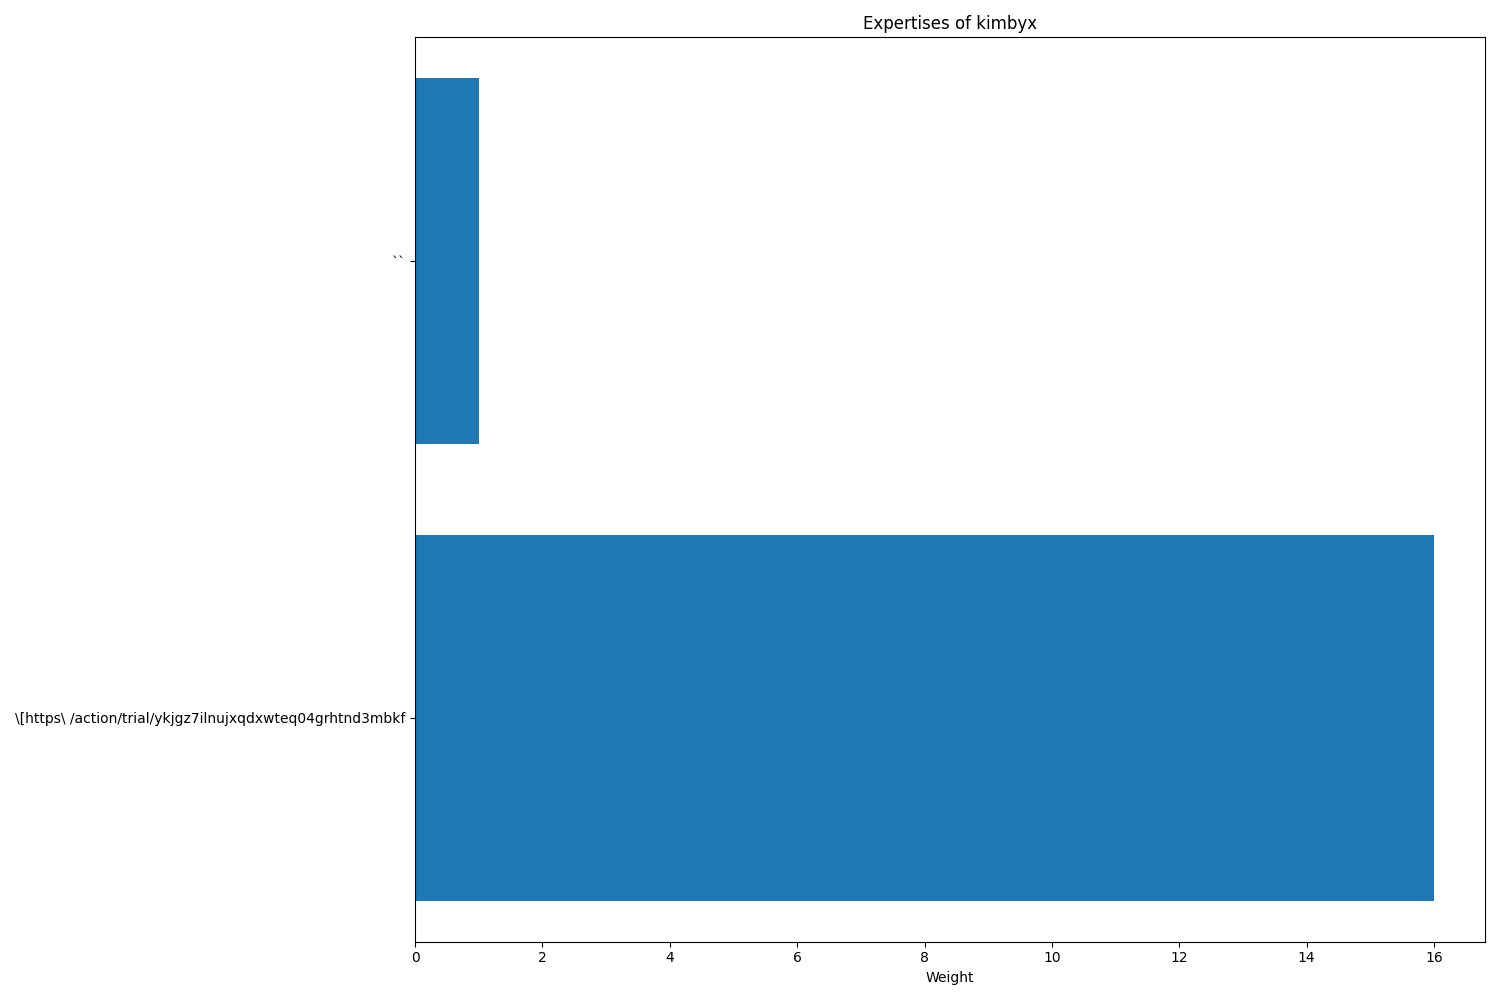 Expertises of kimbyx
``
\[https\ /action/trial/ykjgz7ilnujxqdxwteq04grhtnd3mbkf
0 2 4 6 8 10 12 14 16
Weight